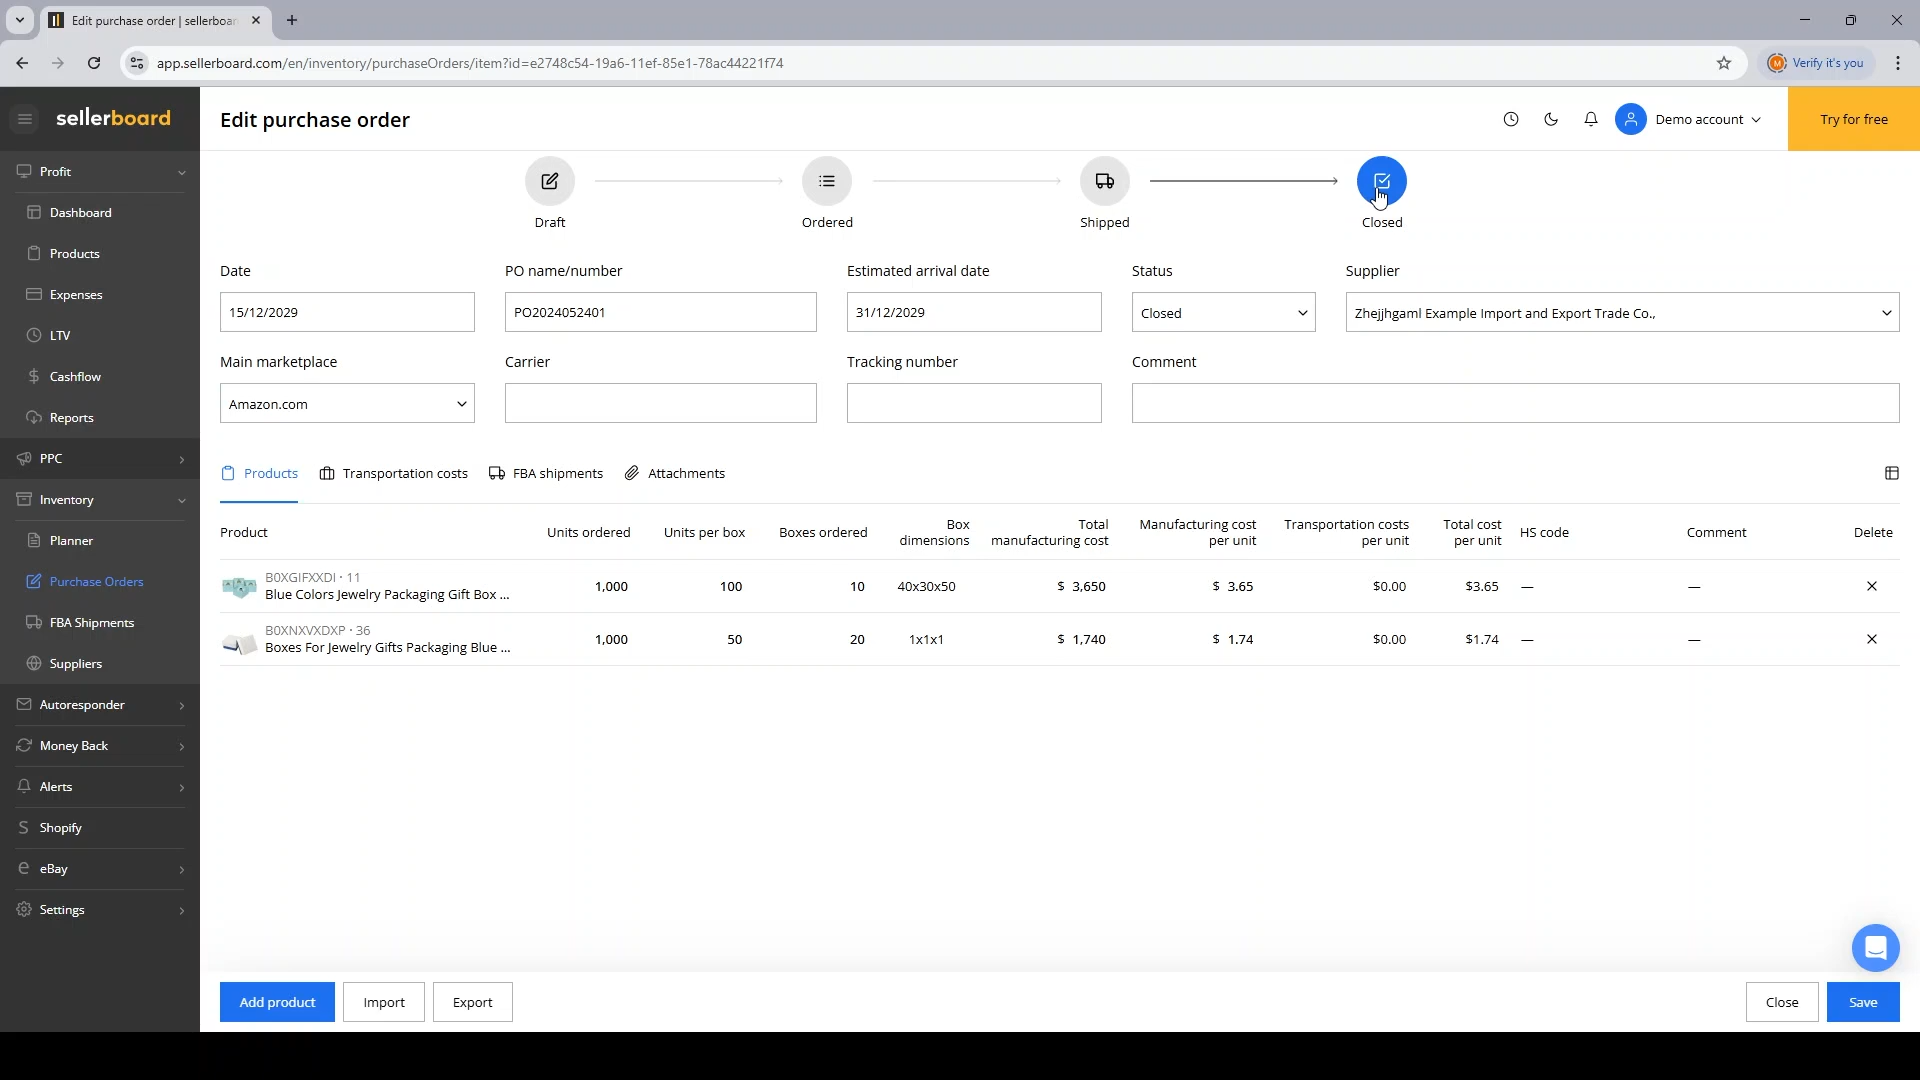 Edit purchase order | sellerboar
app.sellerboard.com/en/inventory/purchaseOrders/item?id=e2748c54-19a6-11ef-85e1-78ac44221f74
Verify it's you
sellerboard
Edit purchase order
Demo account
Try for free
Profit
Dashboard
Products
Expenses
LTV
Cashflow
Reports
PPC
Inventory
Planner
Purchase Orders
FBA Shipments
Suppliers
Autoresponder
Money Back
Alerts
Shopify
eBay
Settings
Draft
Ordered
Shipped
Closed
Date
PO name/number
Estimated arrival date
Status
Supplier
15/12/2029
PO2024052401
31/12/2029
Closed
Zhejjhgaml Example Import and Export Trade Co.,
Main marketplace
Carrier
Tracking number
Comment
Amazon.com
Products
Transportation costs
FBA shipments
Attachments
Product
Units ordered
Units per box
Boxes ordered
Box
dimensions
Total
manufacturing cost
Manufacturing cost
per unit
Transportation costs
per unit
Total cost
per unit
HS code
Comment
Delete
B0XGIFXXDI · 11
Blue Colors Jewelry Packaging Gift Box ...
1,000
100
10
40x30x50
$ 3,650
$ 3.65
$0.00
$3.65
—
—
B0XNXVXDXP · 36
Boxes For Jewelry Gifts Packaging Blue ...
1,000
50
20
1x1x1
$ 1,740
$ 1.74
$0.00
$1.74
—
—
Add product
Import
Export
Close
Save